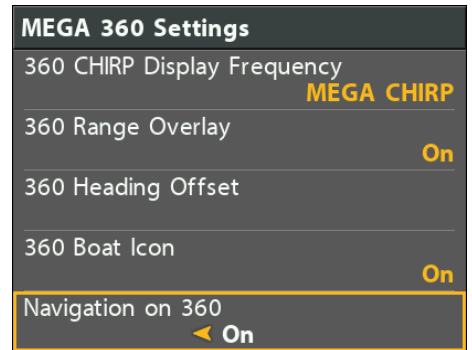 MEGA 360 Settings
360 CHIRP Display Frequency
MEGA CHIRP
360 Range Overlay
On
360 Heading Offset
360 Boat Icon
On
Navigation on 360
On